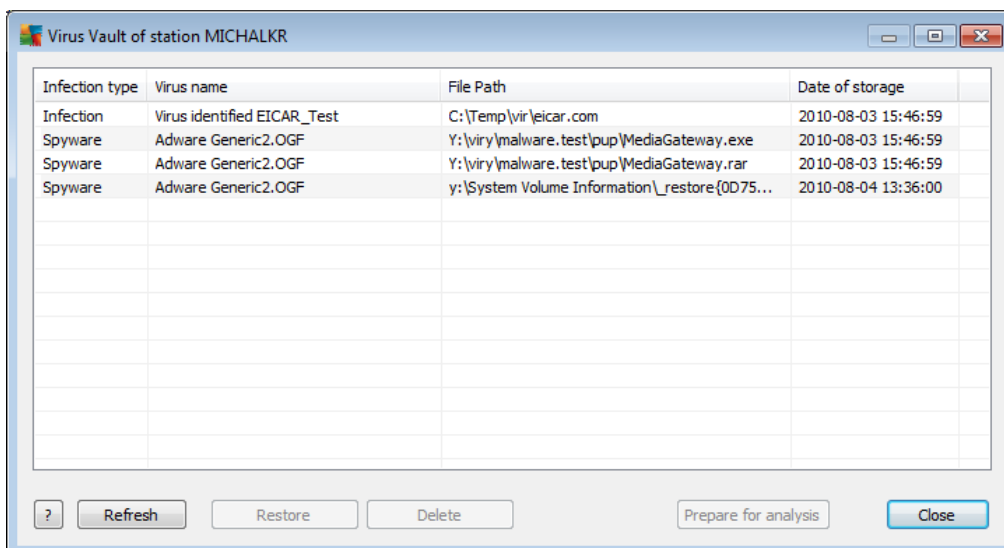 Virus Vault of station MICHALKR
Infection type Virus name File Path Date of storage
Infection Virus identified EICAR_Test C:\Temp\vir\eicar.com 2010-08-03 15:46:59
Spyware Adware Generic2.OGF Y:\viry\malware.test\pup\MediaGateway.exe 2010-08-03 15:46:59
Spyware Adware Generic2.OGF Y:\viry\malware.test\pup\MediaGateway.rar 2010-08-03 15:46:59
Spyware Adware Generic2.OGF y:\System Volume Information\_restore{0D75... 2010-08-04 13:36:00
? Refresh Restore Delete Prepare for analysis Close